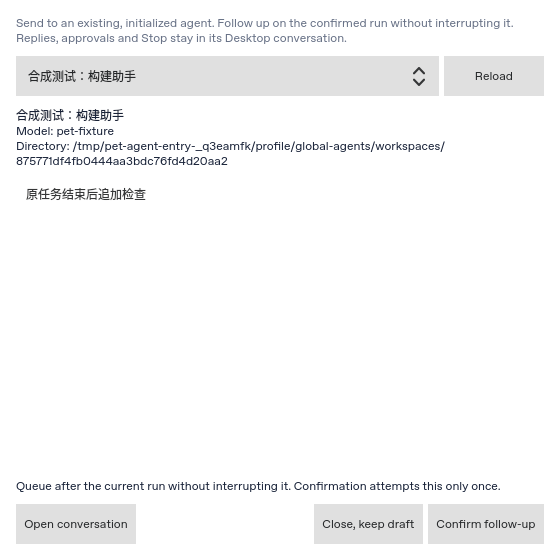 Send to an existing, initialized agent. Follow up on the confirmed run without interrupting it.
Replies, approvals and Stop stay in its Desktop conversation.
合成测试：构建助手
Reload
合成测试：构建助手
Model: pet-fixture
Directory: /tmp/pet-agent-entry-_q3eamfk/profile/global-agents/workspaces/
875771df4fb0444aa3bdc76fd4d20aa2
原任务结束后追加检查
Queue after the current run without interrupting it. Confirmation attempts this only once.
Open conversation
Close, keep draft
Confirm follow-up